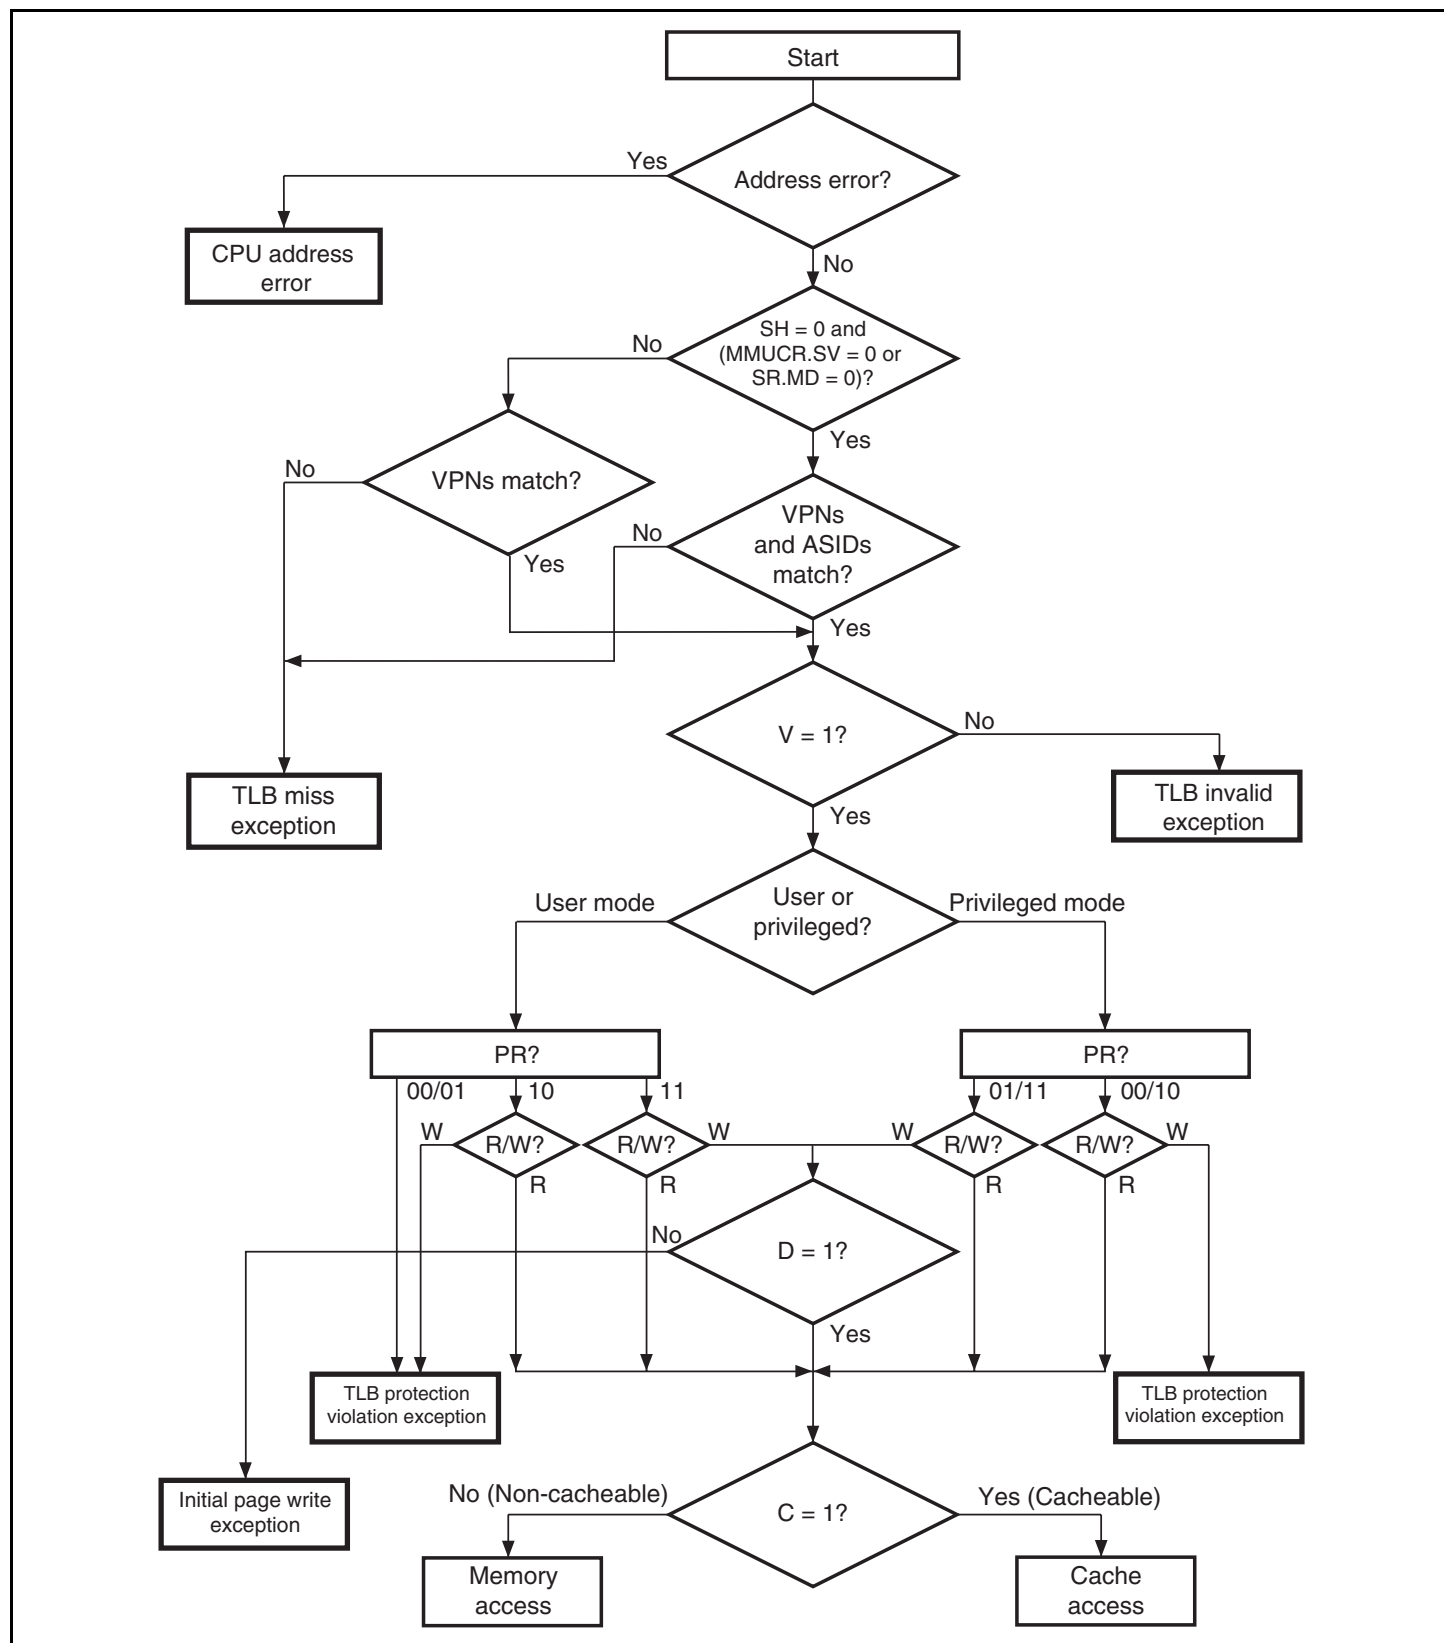 Start
Yes
Address error?
CPU address
error
No
SH = 0 and
(MMUCR.SV = 0 or
SR.MD = 0)?
No
Yes
No
VPNs match?
VPNs
and ASIDs
match?
No
Yes
Yes
V = 1?
No
TLB miss
exception
TLB invalid
exception
Yes
User mode
User or
privileged?
Privileged mode
PR?
PR?
00/01
10
11
01/11
00/10
W
R/W?
R/W?
W
W
R/W?
R/W?
W
R
R
R
R
No
D = 1?
Yes
TLB protection
violation exception
TLB protection
violation exception
No (Non-cacheable)
Yes (Cacheable)
Initial page write
exception
C = 1?
Memory
access
Cache
access